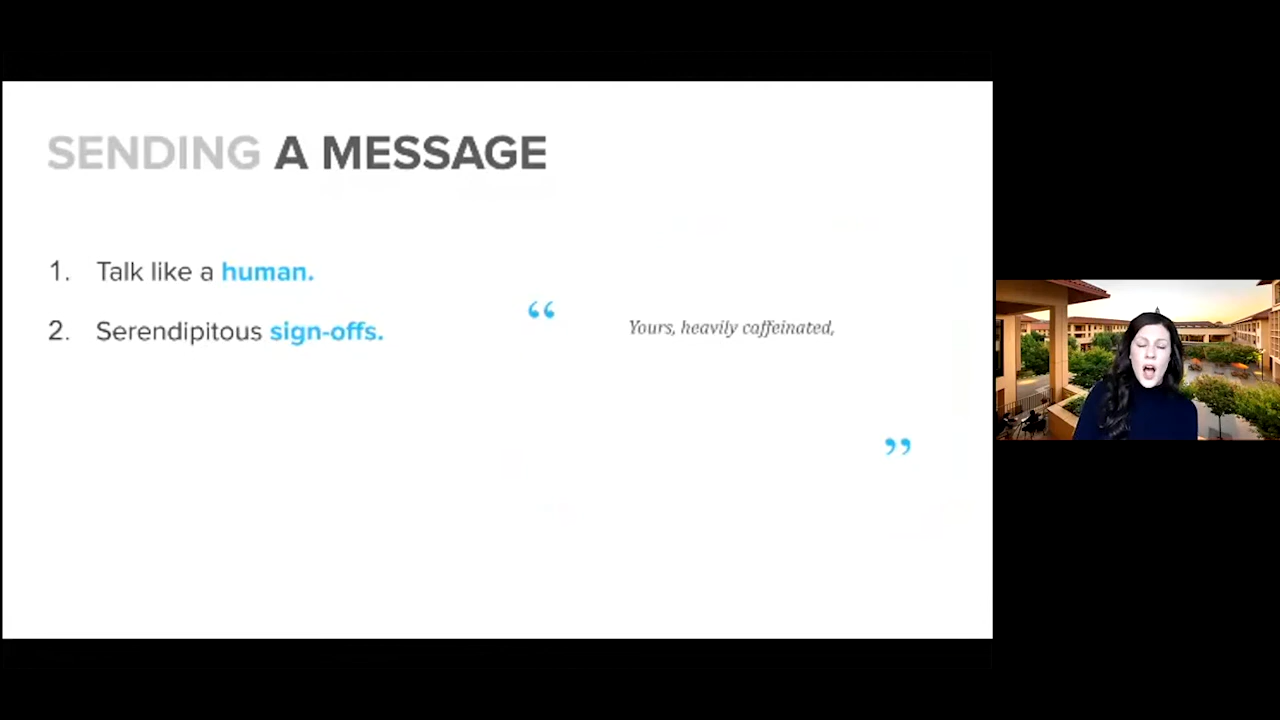 SENDING A MESSAGE
1. Talk like a human.
2. Serendipitous sign-offs.
“
Yours, heavily caffeinated,
”